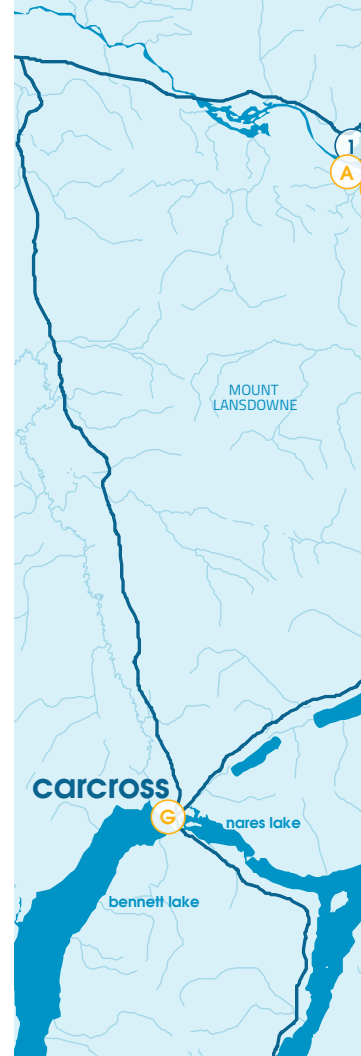 1
A
MOUNT
LANSDOWNE
carcross
G
nares lake
bennett lake